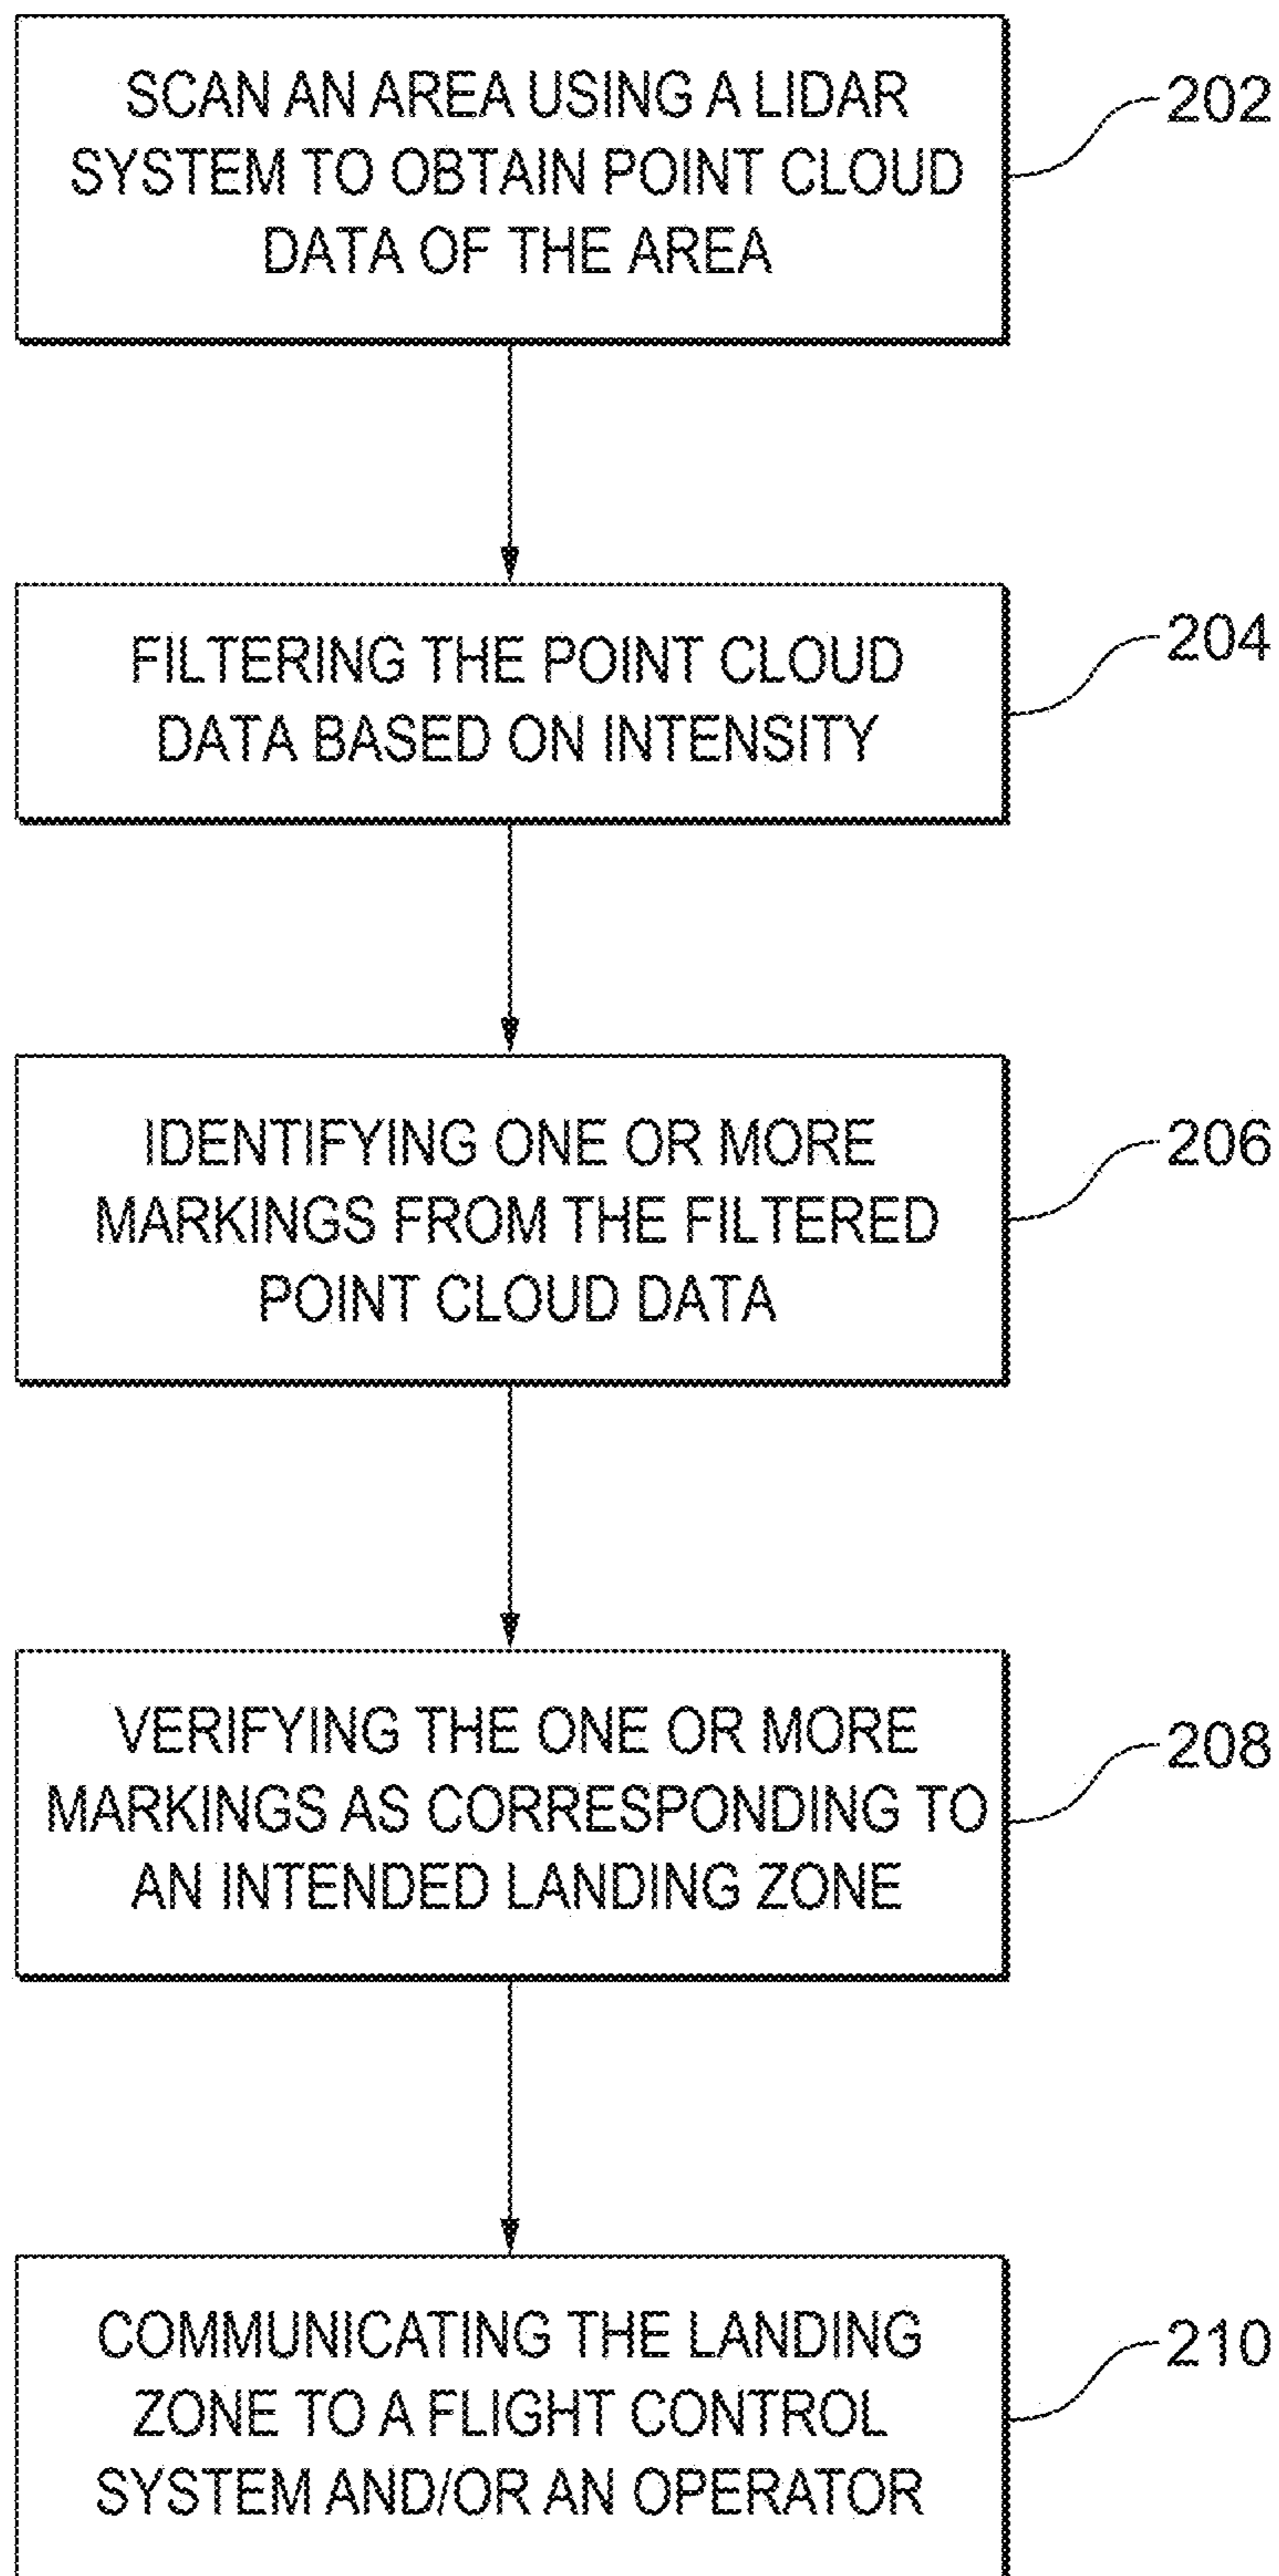 SCAN AN AREA USING A LIDAR
SYSTEM TO OBTAIN POINT CLOUD
DATA OF THE AREA
202
FILTERING THE POINT CLOUD
DATA BASED ON INTENSITY
204
IDENTIFYING ONE OR MORE
MARKINGS FROM THE FILTERED
POINT CLOUD DATA
206
VERIFYING THE ONE OR MORE
MARKINGS AS CORRESPONDING TO
AN INTENDED LANDING ZONE
208
COMMUNICATING THE LANDING
ZONE TO A FLIGHT CONTROL
SYSTEM AND/OR AN OPERATOR
210